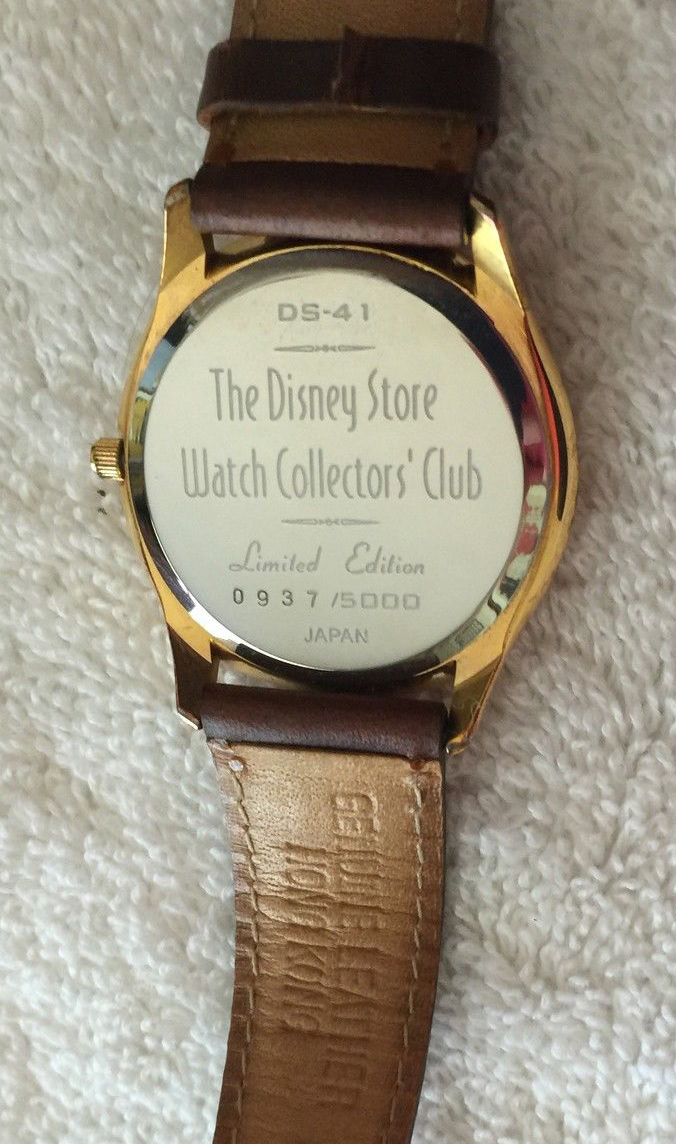 DS-41
The Disney Store
Watch Collectors' Club
Limited Edition
0937/5000
JAPAN
GENUINE LEATHER
HONG KONG